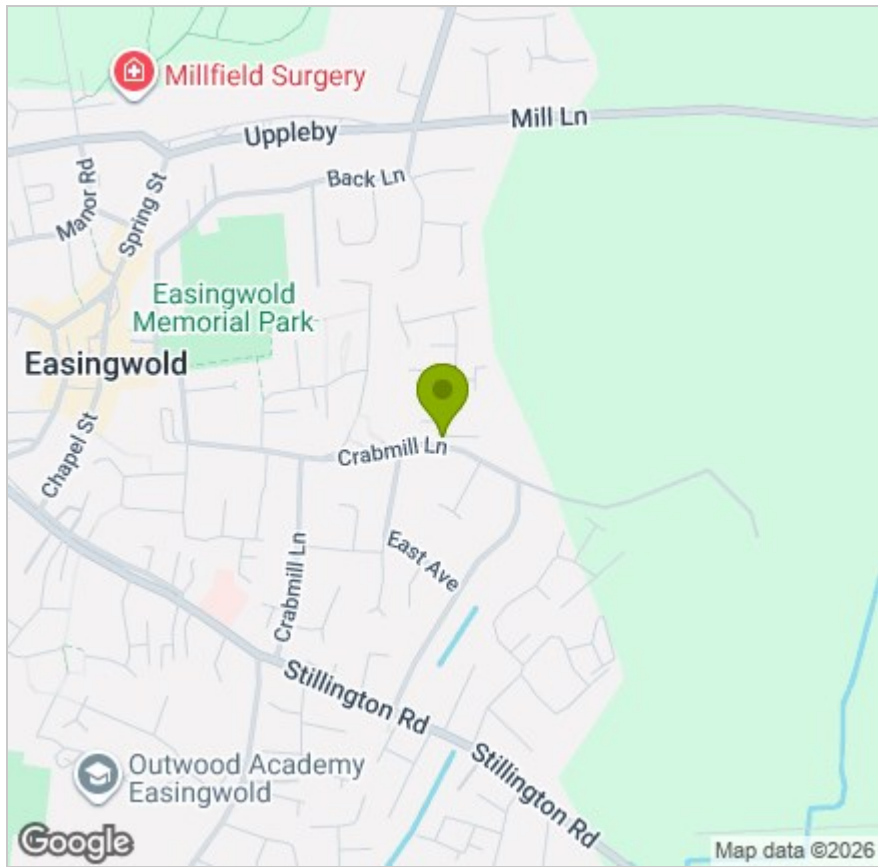 Millfield Surgery
Mill Ln
Uppleby
Back Ln
Manor Rd
Spring St
Easingwold
Memorial Park
Easingwold
Chapel St
Crabmill Ln
East Ave
Crabmill Ln
Stillington Rd
Stillington Rd
Outwood Academy
Easingwold
Google
Map data ©2026